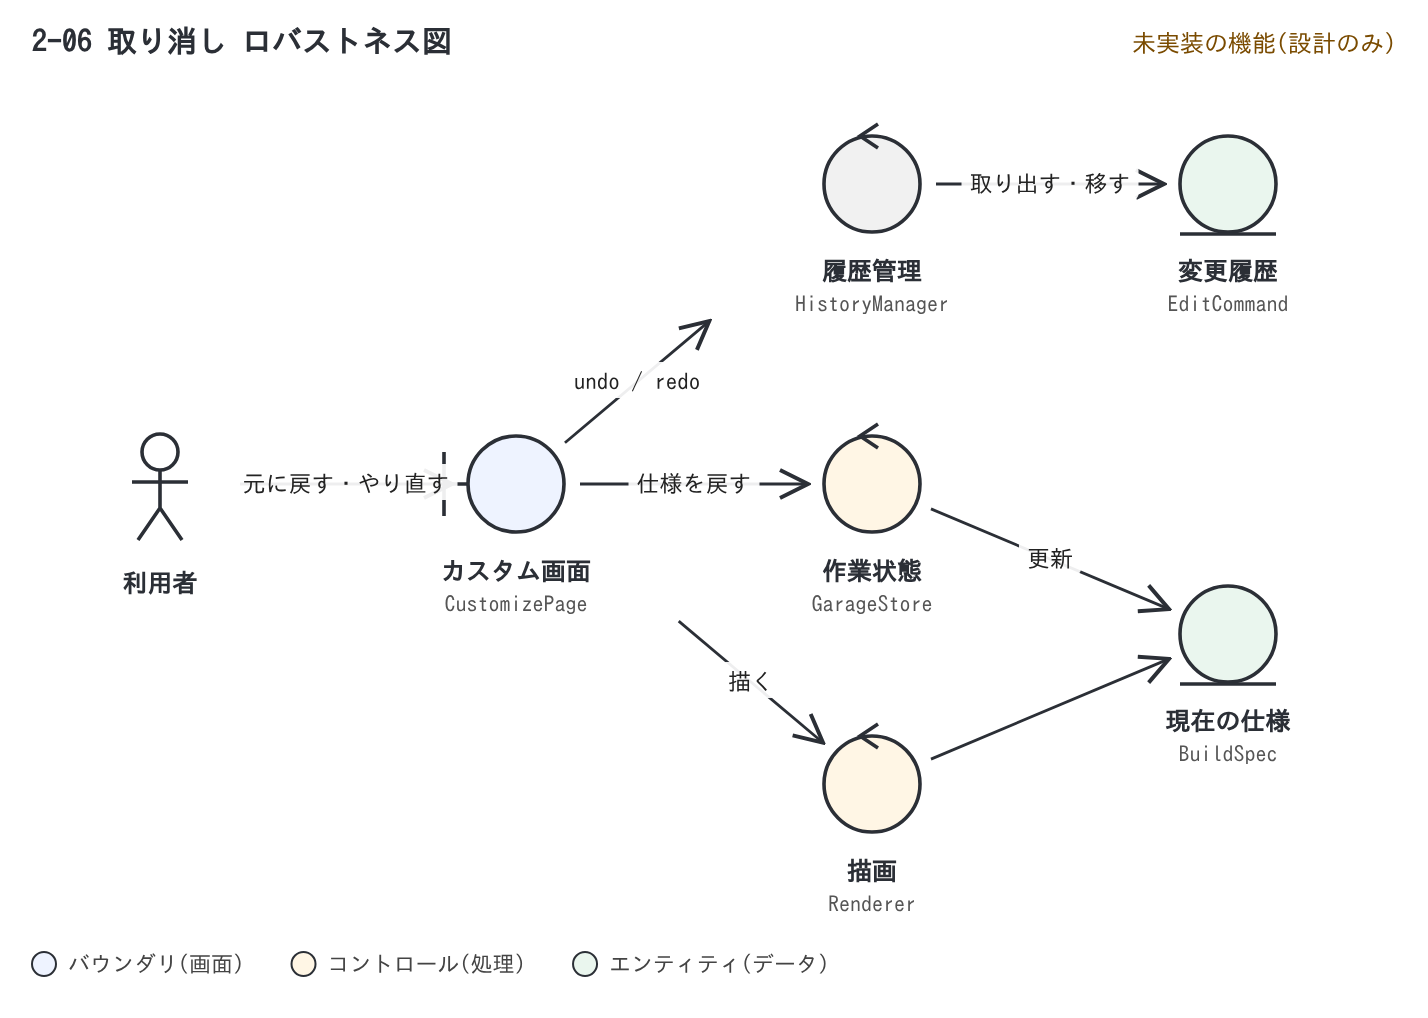 2-06 取り消し ロバストネス図
未実装の機能(設計のみ)
取り出す・移す
履歴管理
HistoryManager
変更履歴
EditCommand
undo / redo
元に戻す・やり直す
仕様を戻す
利用者
カスタム画面
CustomizePage
作業状態
GarageStore
更新
描く
現在の仕様
BuildSpec
描画
Renderer
バウンダリ(画面)
コントロール(処理)
エンティティ(データ)